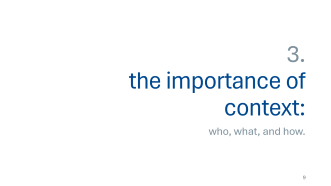 3.
the importance of
context:
who, what, and how.
9